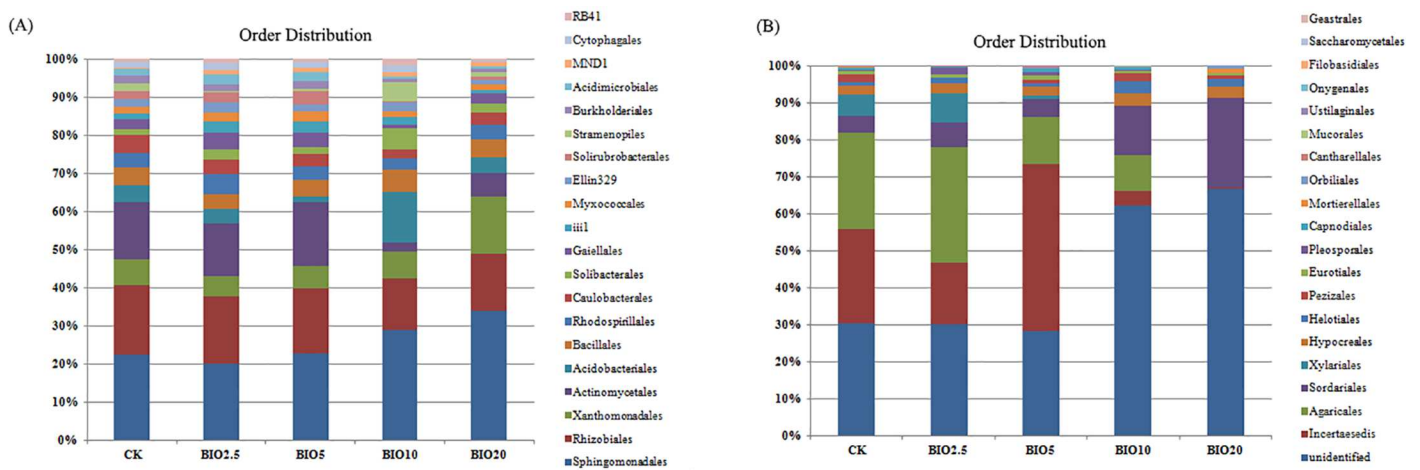 (A)
Order Distribution
100%
90%
80%
70%
60%
50%
40%
30%
20%
10%
0%
CK BIO2.5 BIO5 BIO10 BIO20
RB41
Cytophagales
MND1
Acidimicrobiales
Burkholderiales
Stramenopiles
Solirubrobacterales
Ellin329
Myxococcales
iii1
Gaiellales
Solibacterales
Caulobacterales
Rhodospirillales
Bacillales
Acidobacteriales
Actinomycetales
Xanthomonadales
Rhizobiales
Sphingomonadales
(B)
Order Distribution
100%
90%
80%
70%
60%
50%
40%
30%
20%
10%
0%
CK BIO2.5 BIO5 BIO10 BIO20
Geastrales
Saccharomycetales
Filobasidiales
Onygenales
Ustilaginales
Mucorales
Cantharellales
Orbiliales
Mortierellales
Capnodiales
Pleosporales
Eurotiales
Pezizales
Helotiales
Hypocreales
Xylariales
Sordariales
Agaricales
Incertaesedis
unidentified